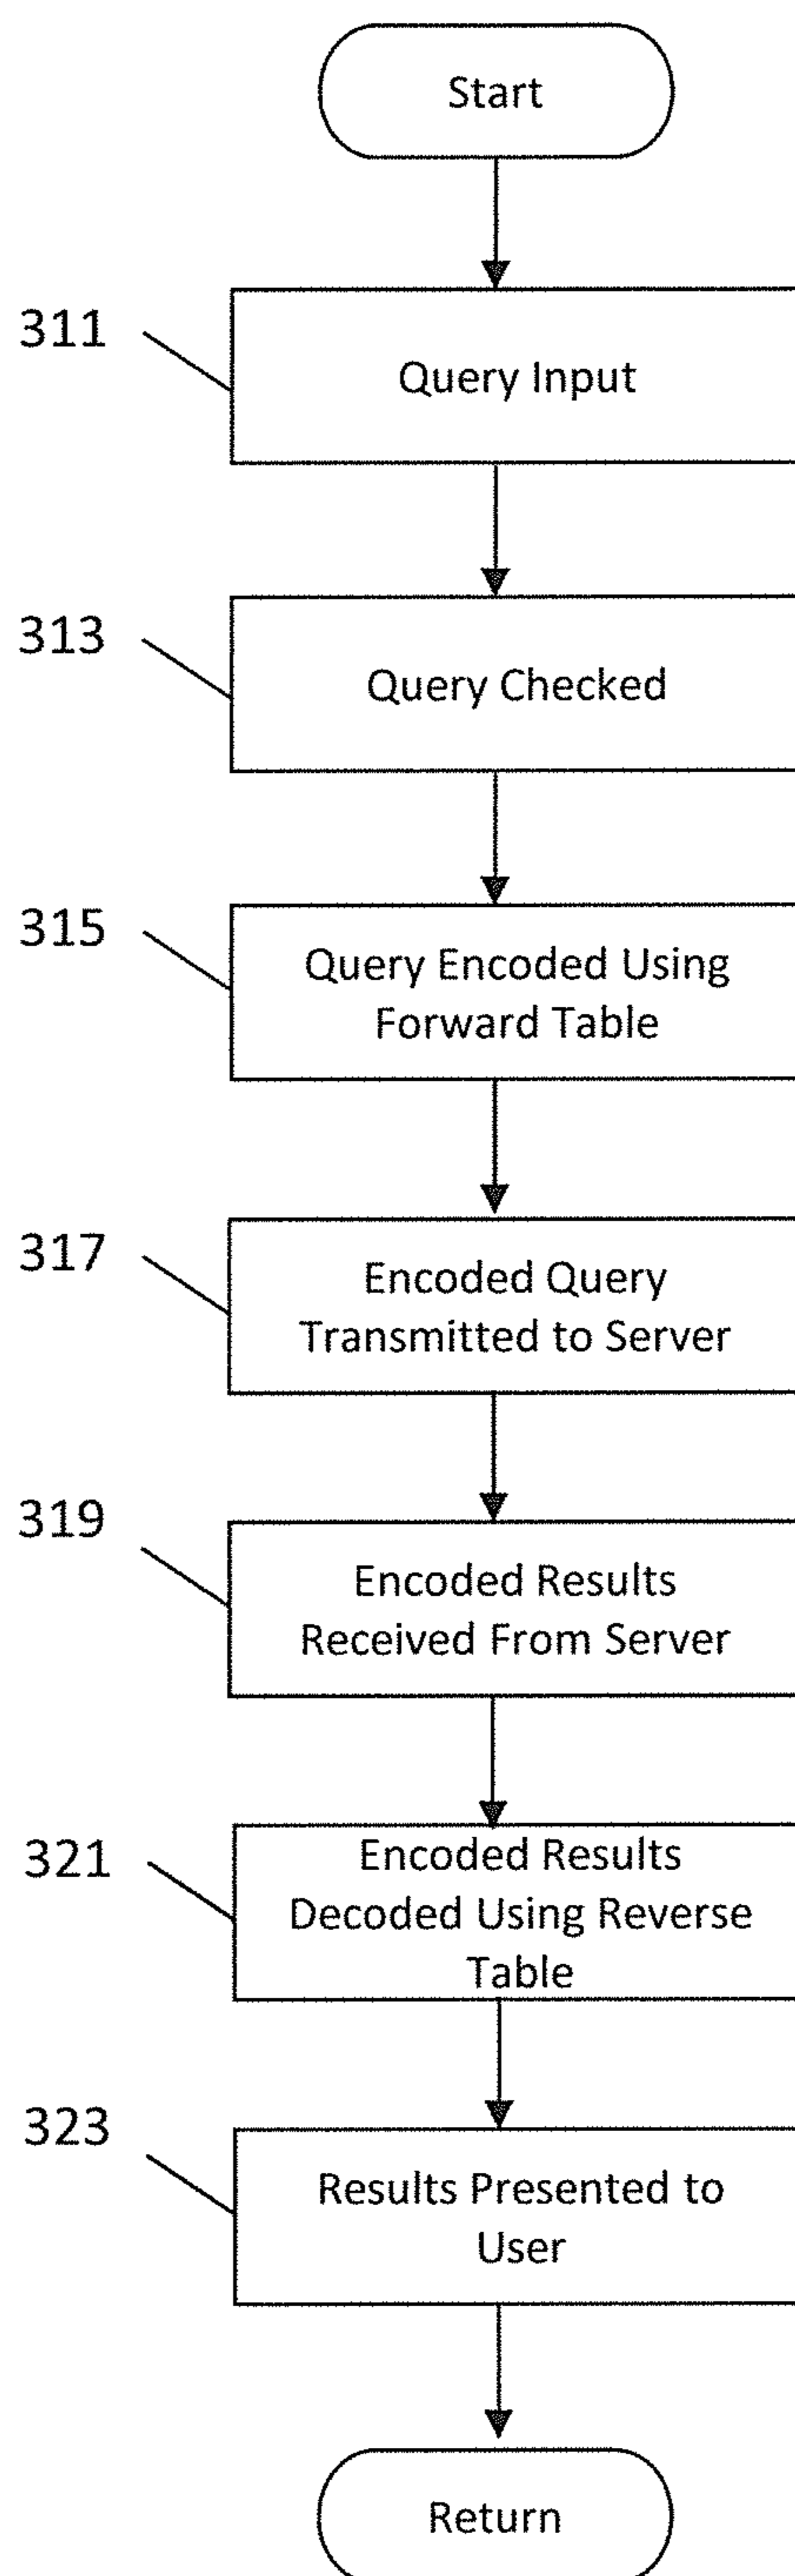 Start
311
Query Input
313
Query Checked
315
Query Encoded Using
Forward Table
317
Encoded Query
Transmitted to Server
319
Encoded Results
Received From Server
321
Encoded Results
Decoded Using Reverse
Table
323
Results Presented to
User
Return